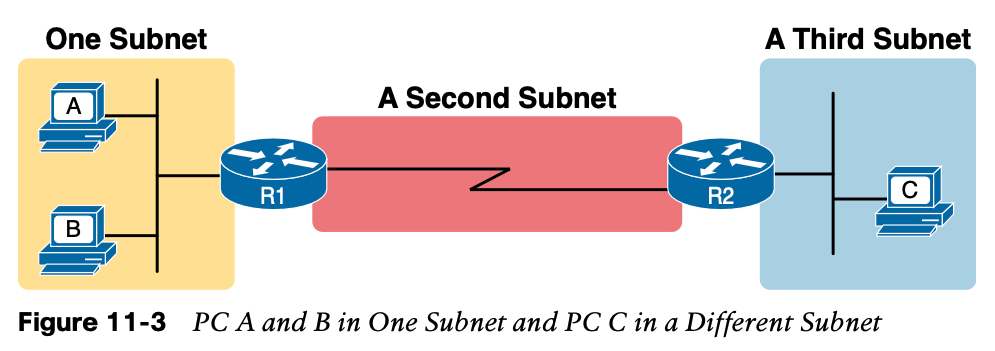 One Subnet
A Third Subnet
A Second Subnet
A
B
R1
R2
C
Figure 11-3 PC A and B in One Subnet and PC C in a Different Subnet